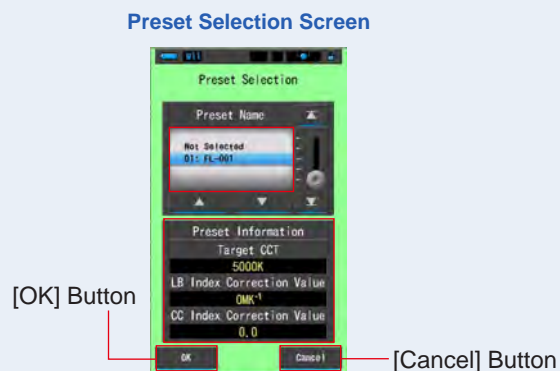 Preset Selection Screen
Preset Selection
Preset Name
Not Selected
01: FL-001
Preset Information
Target CCT
5000K
LB Index Correction Value
0MK⁻¹
CC Index Correction Value
0.0
[OK] Button
OK
Cancel
[Cancel] Button